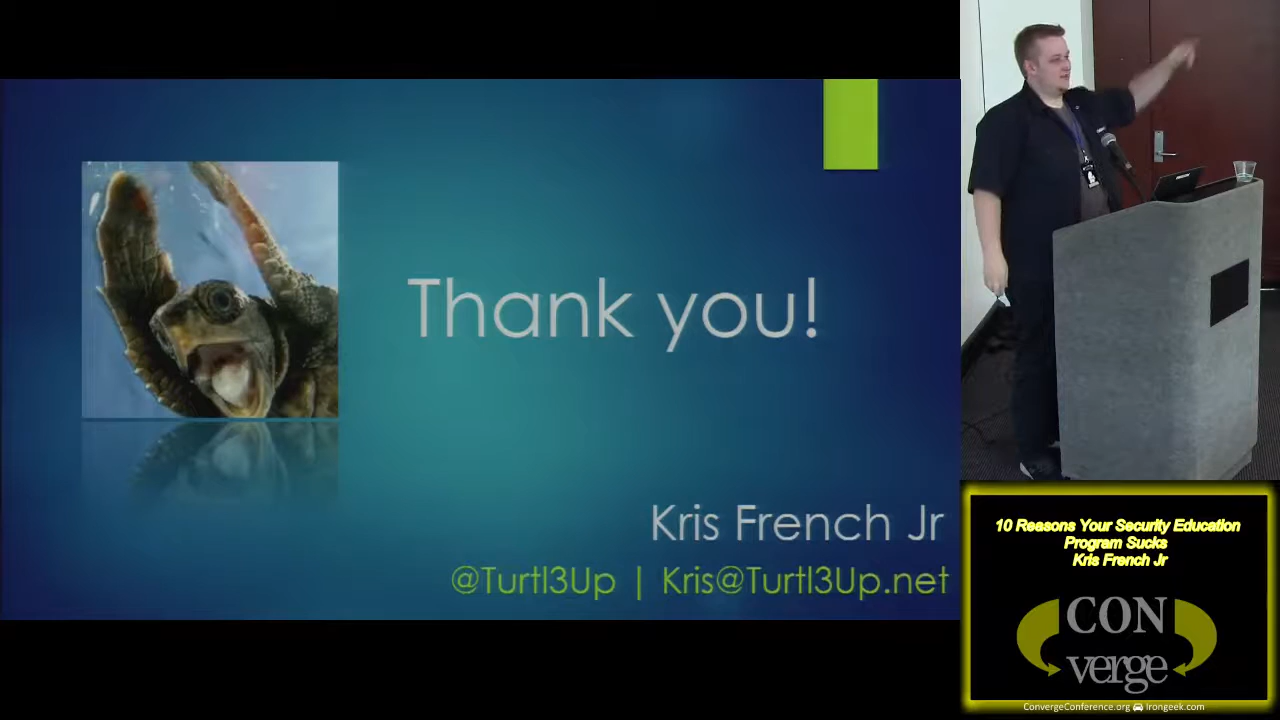 Thank you!
Kris French Jr
@Turtl3Up | Kris@Turtl3Up.net
10 Reasons Your Security Education
Program Sucks
Kris French Jr
CON
verge
ConvergeConference.org Irongeek.com